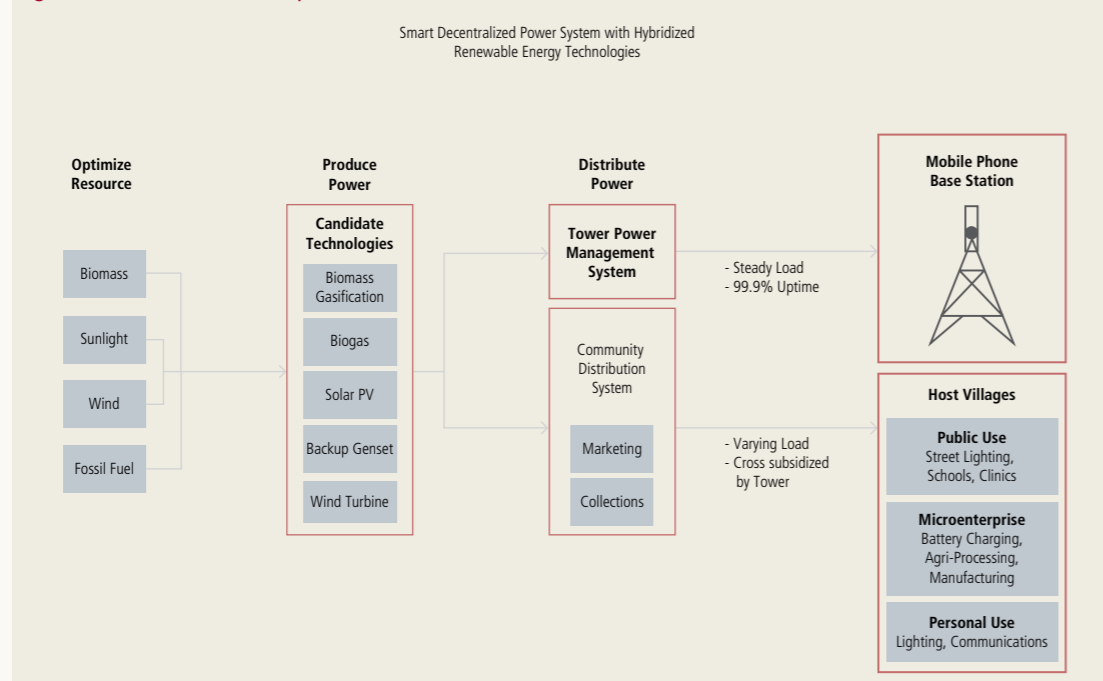 Smart Decentralized Power System with Hybridized
Renewable Energy Technologies
Optimize
Resource
Biomass
Sunlight
Wind
Fossil Fuel
Produce
Power
Candidate
Technologies
Biomass
Gasification
Biogas
Solar PV
Backup Genset
Wind Turbine
Distribute
Power
Tower Power
Management
System
Community
Distribution
System
Marketing
Collections
- Steady Load
- 99.9% Uptime
- Varying Load
- Cross subsidized
by Tower
Mobile Phone
Base Station
Host Villages
Public Use
Street Lighting,
Schools, Clinics
Microenterprise
Battery Charging,
Agri-Processing,
Manufacturing
Personal Use
Lighting, Communications